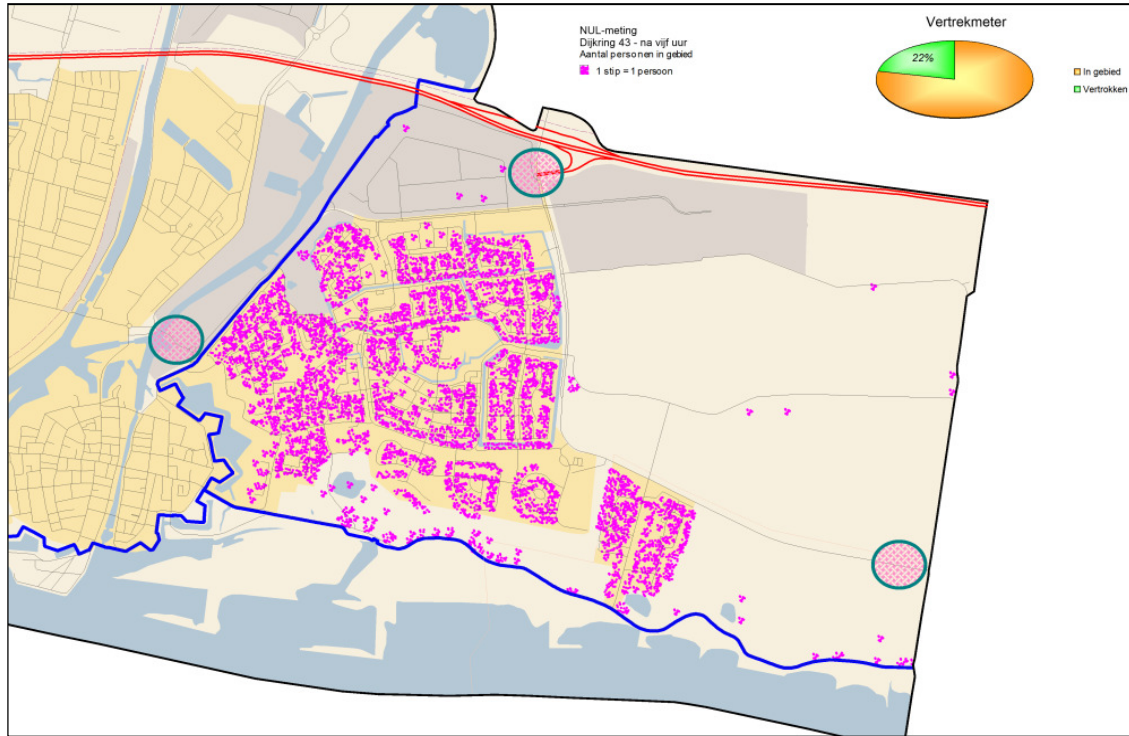 NUL-meting
Dijkring 43 - na vijf uur
Aantal personen in gebied
1 stip = 1 persoon
Vertrekmeter
22%
In gebied
Vertrokken